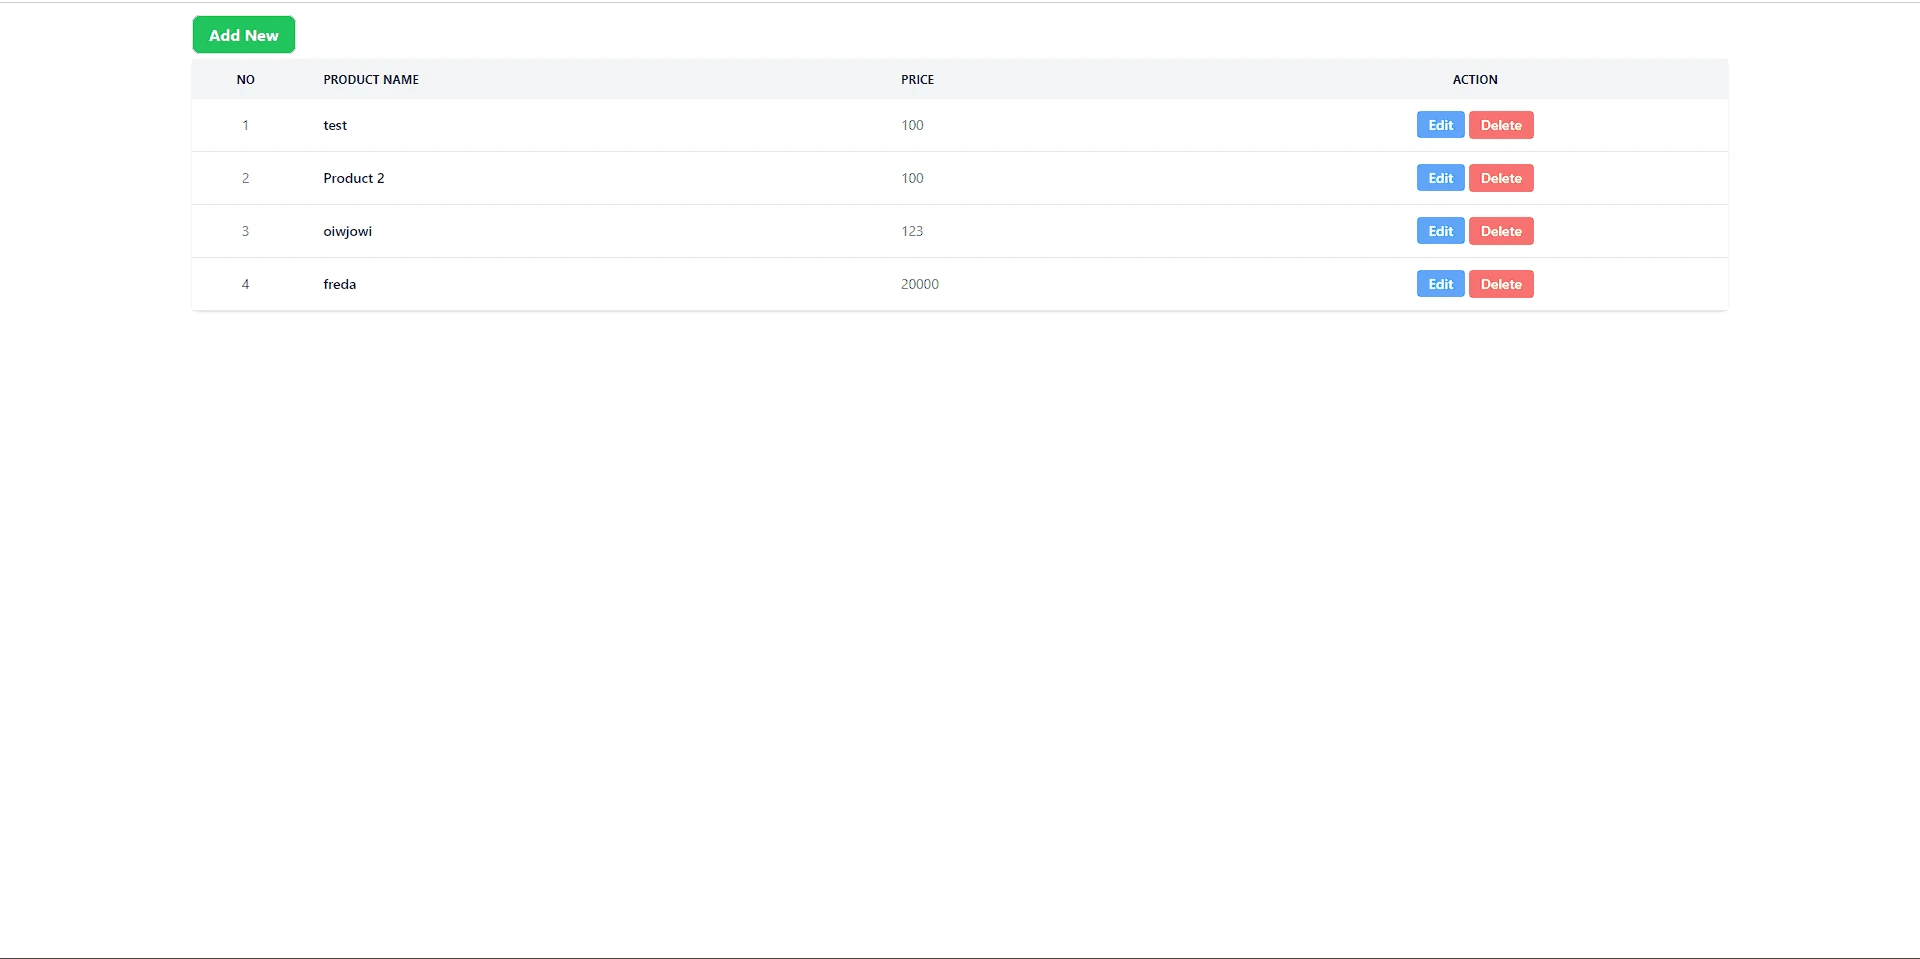 Add New
NO PRODUCT NAME PRICE ACTION
1 test 100 Edit Delete
2 Product 2 100 Edit Delete
3 oiwjowi 123 Edit Delete
4 freda 20000 Edit Delete